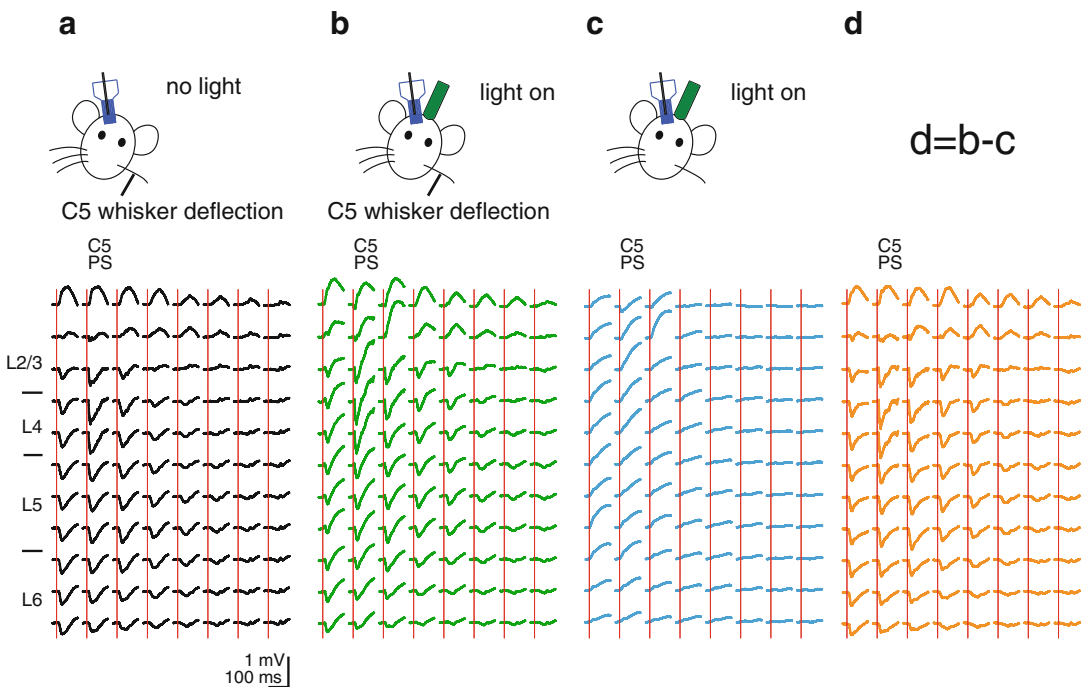 a
no light
C5 whisker deflection
C5
PS
L2/3
L4
L5
L6
1 mV
100 ms
b
light on
C5 whisker deflection
C5
PS
c
light on
C5
PS
d
d=b-c
C5
PS